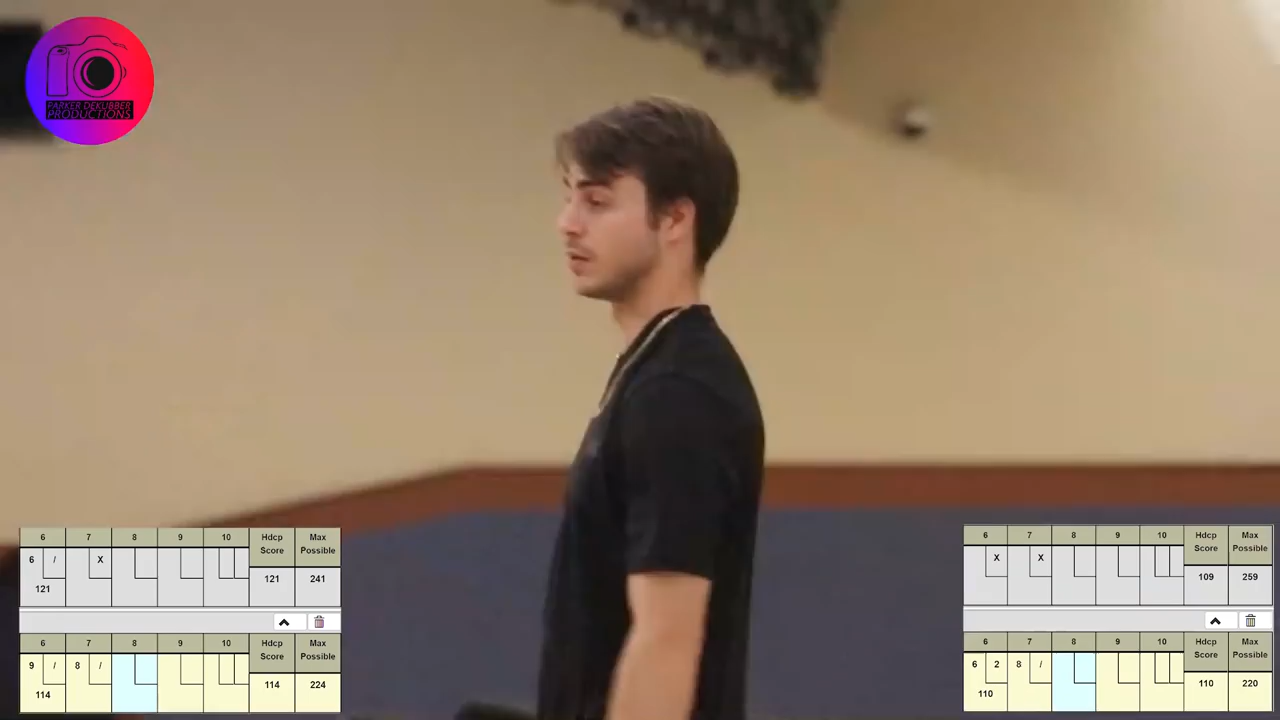 PARKER DEKUBBER
PRODUCTIONS
6 7 8 9 10 Hdcp Score Max Possible
6 / X 121 241
121
6 7 8 9 10 Hdcp Score Max Possible
9 / 8 / 114 224
114
6 7 8 9 10 Hdcp Score Max Possible
X X 109 259
6 7 8 9 10 Hdcp Score Max Possible
6 2 8 / 110 220
110